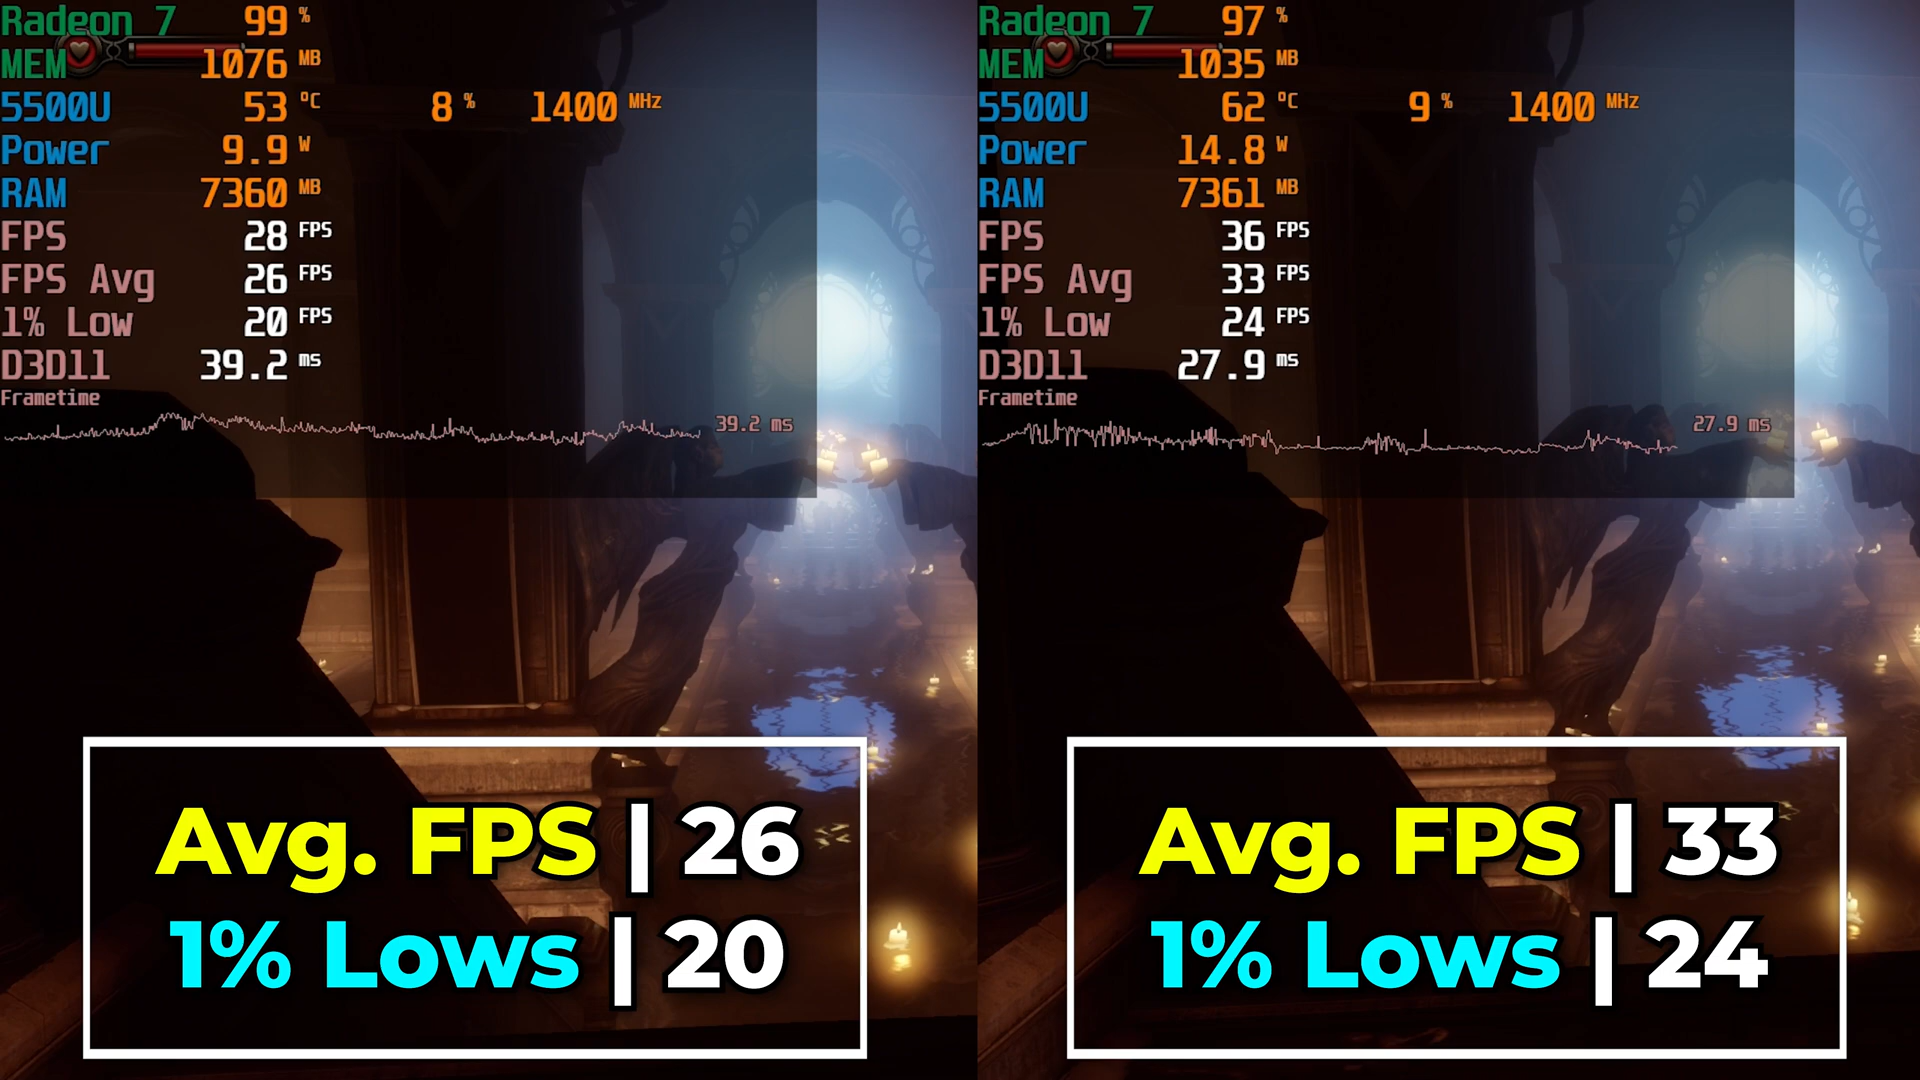 Radeon 7 99 %
MEM 1076 MB
5500U 53 ºC 8 % 1400 MHz
Power 9.9 W
RAM 7360 MB
FPS 28 FPS
FPS Avg 26 FPS
1% Low 20 FPS
D3D11 39.2 ms
Frametime
39.2 ms
Avg. FPS | 26
1% Lows | 20
Radeon 7 97 %
MEM 1035 MB
5500U 62 ºC 9 % 1400 MHz
Power 14.8 W
RAM 7361 MB
FPS 36 FPS
FPS Avg 33 FPS
1% Low 24 FPS
D3D11 27.9 ms
Frametime
27.9 ms
Avg. FPS | 33
1% Lows | 24